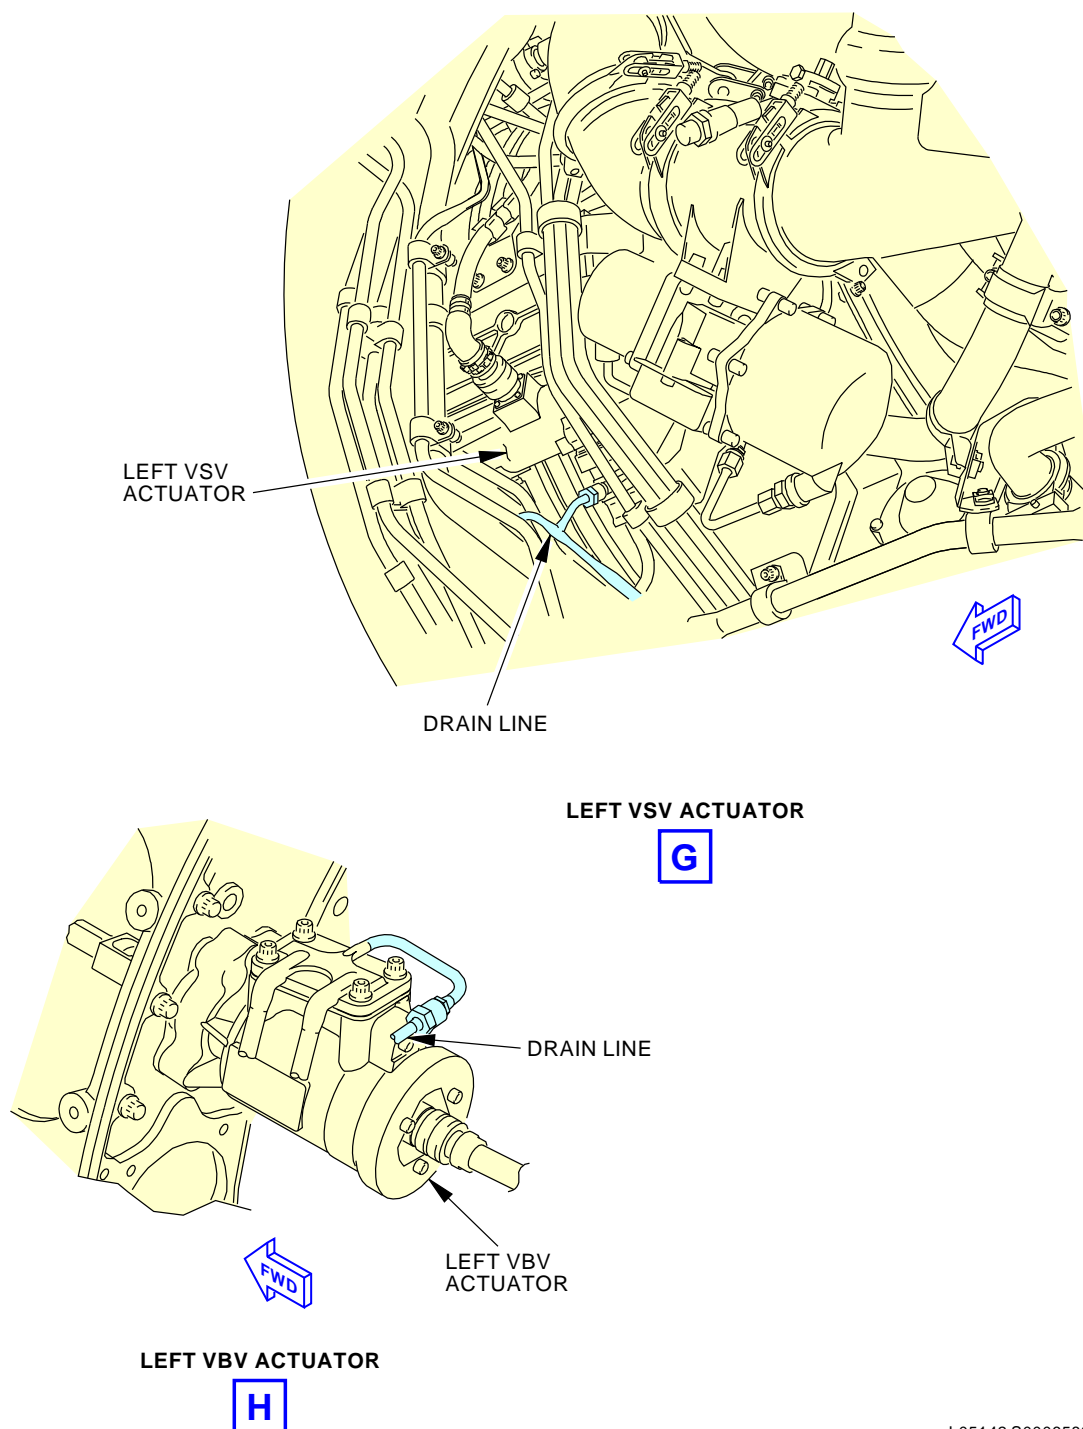 LEFT VSV
ACTUATOR
DRAIN LINE
FWD
LEFT VSV ACTUATOR
G
DRAIN LINE
LEFT VBV
ACTUATOR
FWD
LEFT VBV ACTUATOR
H